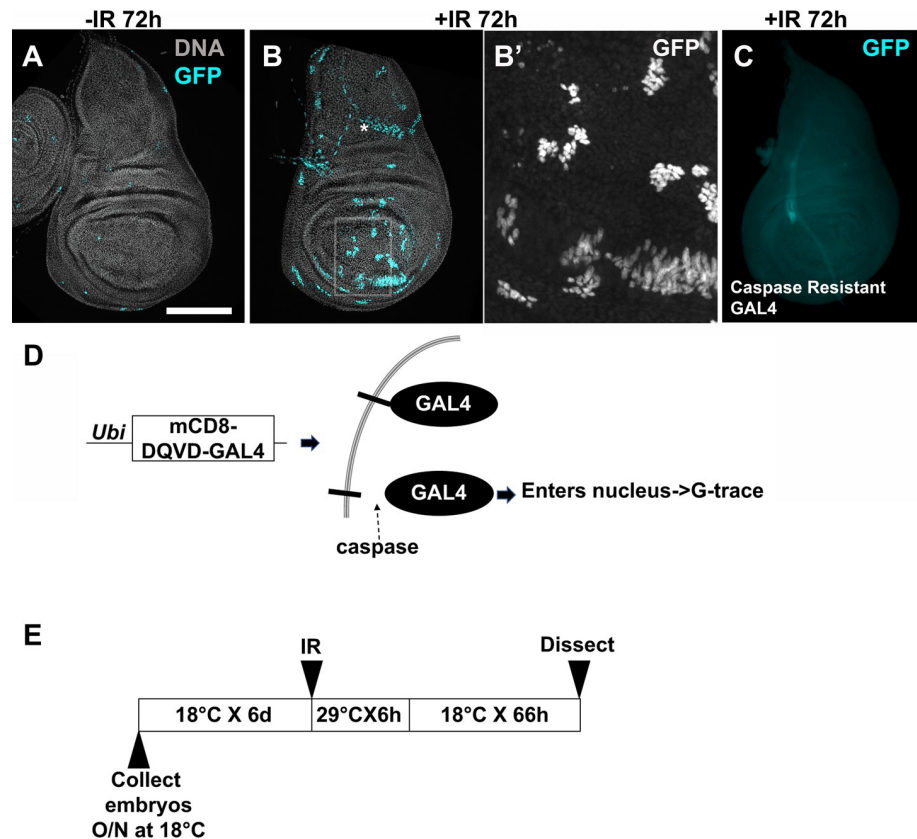 -IR 72h
+IR 72h
+IR 72h
A
DNA
GFP
B
*
B'
GFP
C
GFP
Caspase Resistant
GAL4
D
Ubi
mCD8-
DQVD-GAL4
GAL4
GAL4
Enters nucleus->G-trace
caspase
E
IR
Dissect
18°C X 6d
29°CX6h
18°C X 66h
Collect
embryos
O/N at 18°C